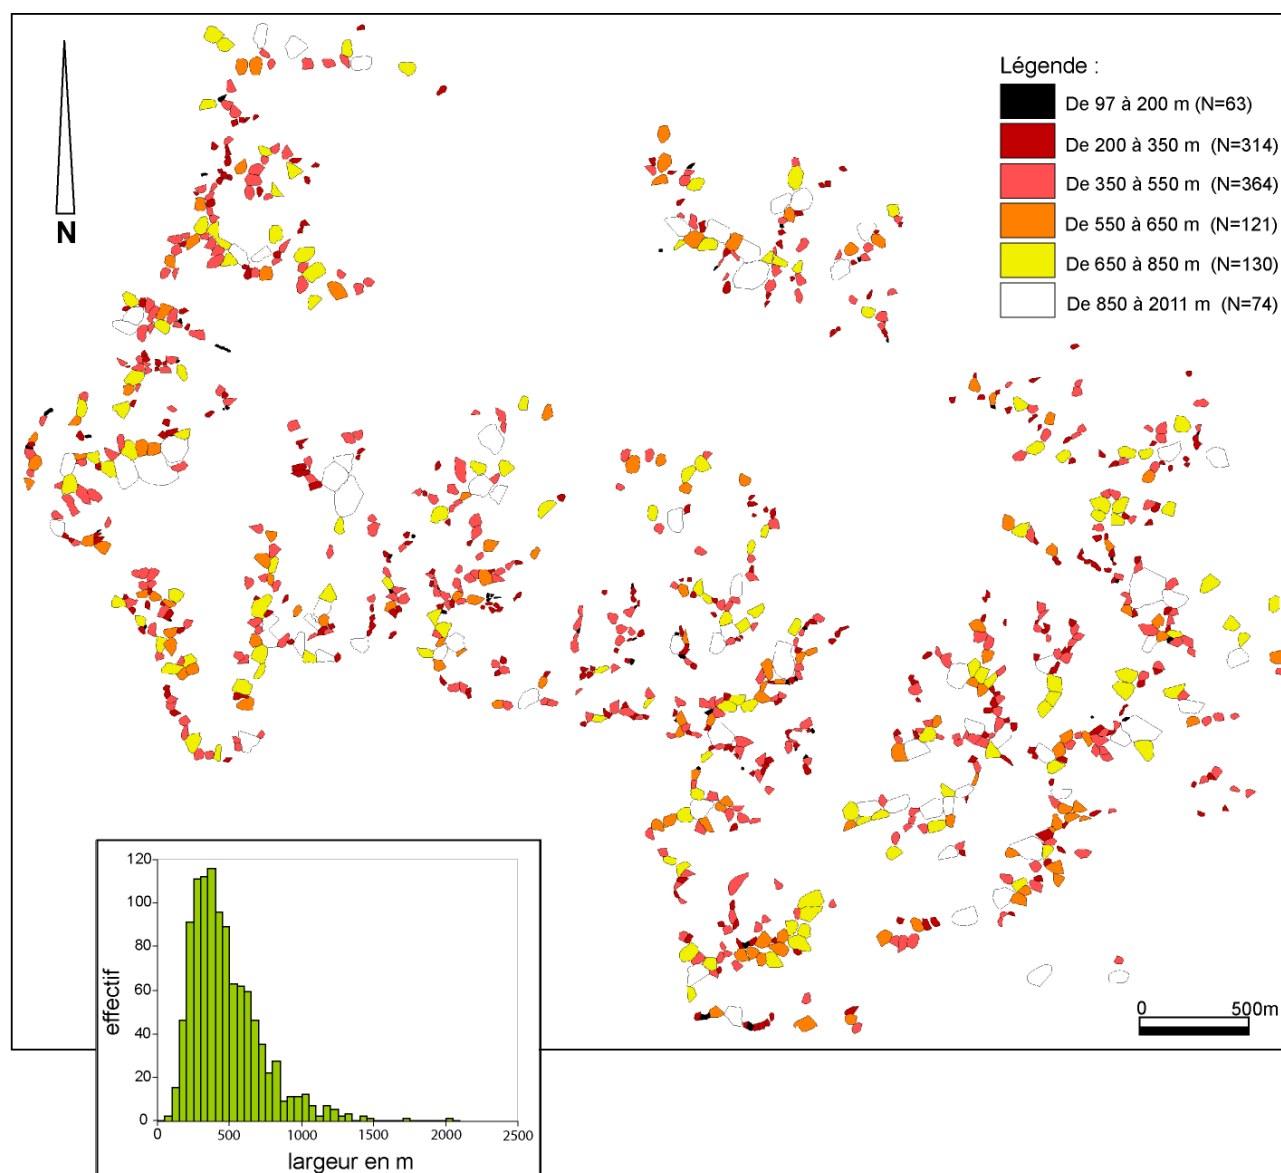 N
Légende :
De 97 à 200 m (N=63)
De 200 à 350 m (N=314)
De 350 à 550 m (N=364)
De 550 à 650 m (N=121)
De 650 à 850 m (N=130)
De 850 à 2011 m (N=74)
0 500m
120
100
80
60
40
20
0
effectif
0 500 1000 1500 2000 2500
largeur en m